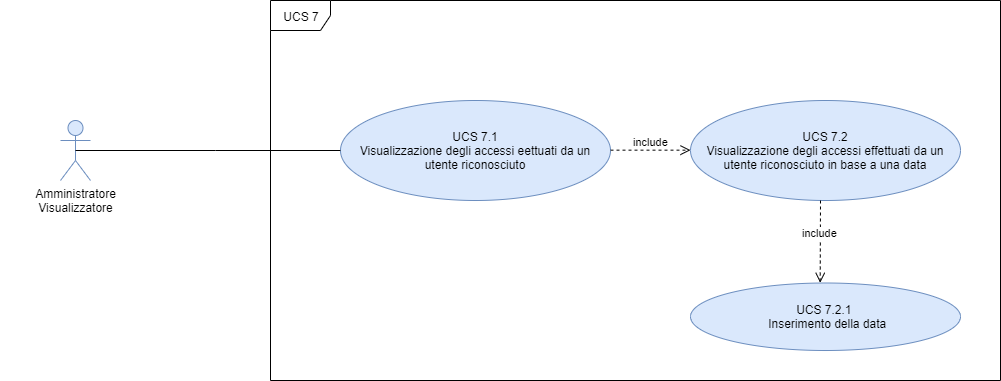 UCS 7
UCS 7.1
Visualizzazione degli accessi eettuati da un
utente riconosciuto
include
UCS 7.2
Visualizzazione degli accessi effettuati da un
utente riconosciuto in base a una data
Amministratore
Visualizzatore
include
UCS 7.2.1
Inserimento della data